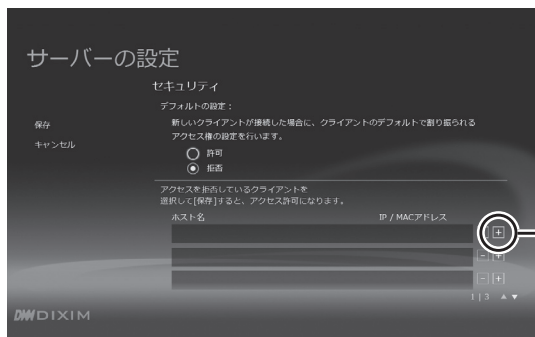 サーバーの設定
セキュリティ
デフォルトの設定：
保存
新しいクライアントが接続した場合に、クライアントのデフォルトで割り振られる
アクセス権の設定を行います。
キャンセル
許可
拒否
アクセスを拒否しているクライアントを
選択して[保存]すると、アクセス許可になります。
ホスト名 IP / MACアドレス
- +
- +
- +
1 | 3 ▲ ▼
DIXIM